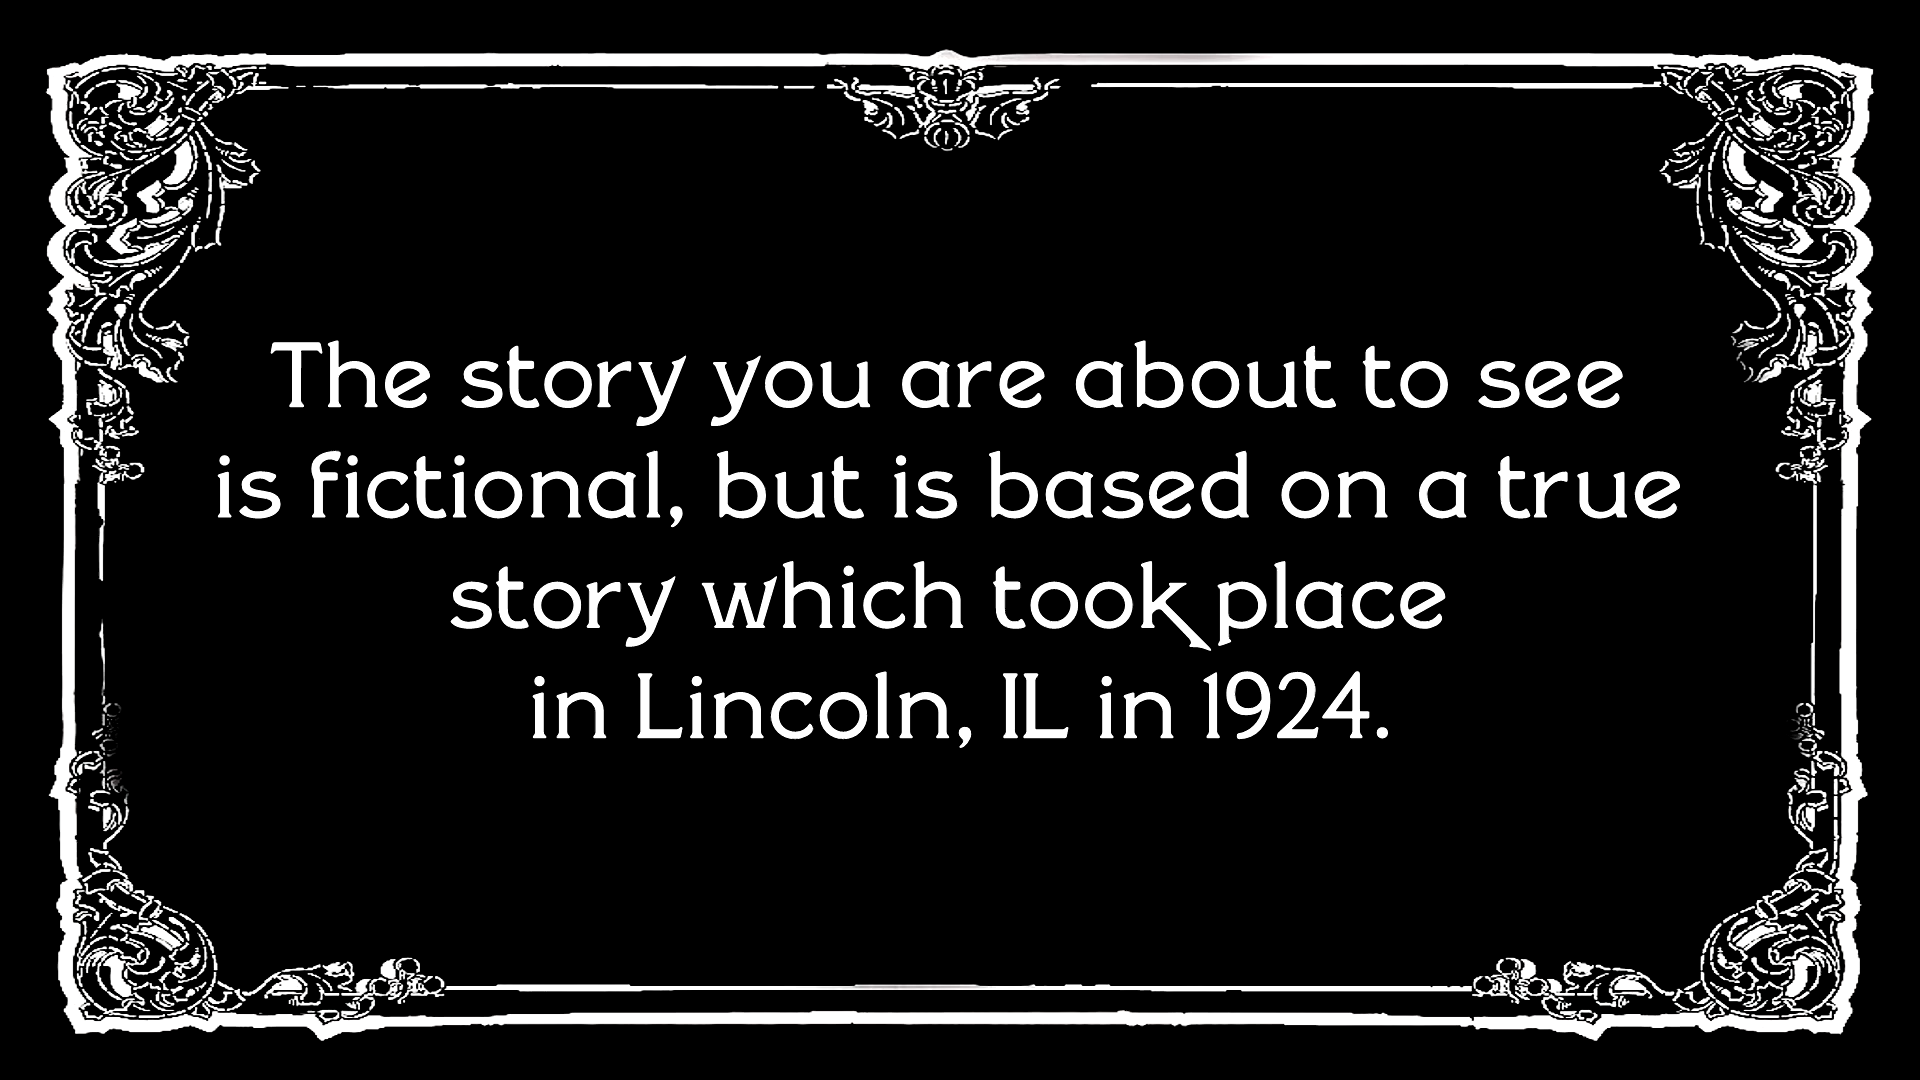 The story you are about to see
is fictional, but is based on a true
story which took place
in Lincoln, IL in 1924.